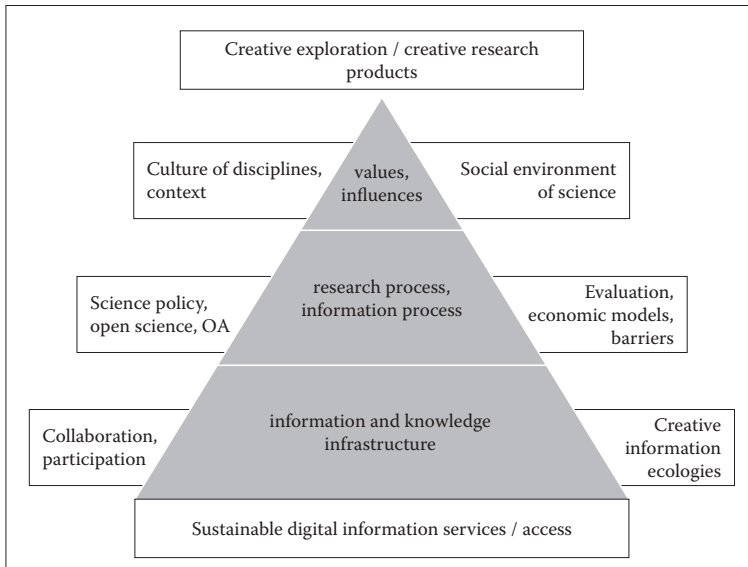 Creative exploration / creative research
products
Culture of disciplines,
context
values,
influences
Social environment
of science
Science policy,
open science, OA
research process,
information process
Evaluation,
economic models,
barriers
Collaboration,
participation
information and knowledge
infrastructure
Creative
information
ecologies
Sustainable digital information services / access